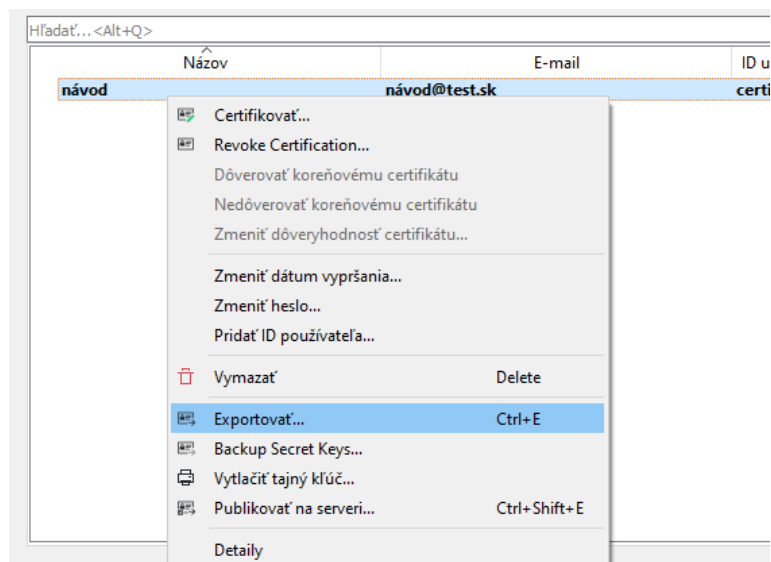 Hľadať...<Alt+Q>
Názov E-mail ID u
návod návod@test.sk certi
Certifikovať...
Revoke Certification...
Dôverovať koreňovému certifikátu
Nedôverovať koreňovému certifikátu
Zmeniť dôveryhodnosť certifikátu...
Zmeniť dátum vypršania...
Zmeniť heslo...
Pridať ID používateľa...
Vymazať Delete
Exportovať... Ctrl+E
Backup Secret Keys...
Vytlačiť tajný kľúč...
Publikovať na serveri... Ctrl+Shift+E
Detaily